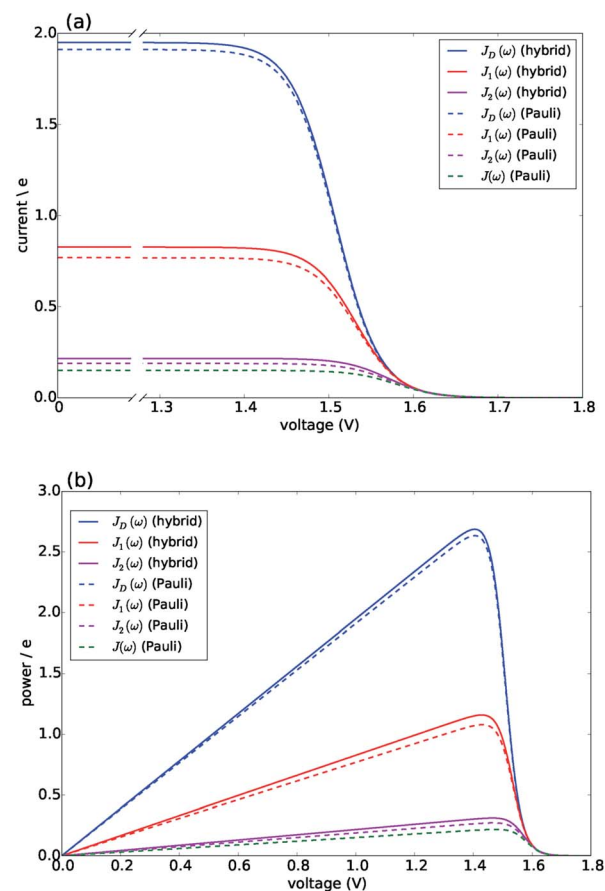 (a)
2.0
1.5
1.0
0.5
0.0
current \ e
0
1.3
1.4
1.5
1.6
1.7
1.8
voltage (V)
J_D(ω) (hybrid)
J_1(ω) (hybrid)
J_2(ω) (hybrid)
J_D(ω) (Pauli)
J_1(ω) (Pauli)
J_2(ω) (Pauli)
J(ω) (Pauli)
(b)
3.0
2.5
2.0
1.5
1.0
0.5
0.0
power / e
J_D(ω) (hybrid)
J_1(ω) (hybrid)
J_2(ω) (hybrid)
J_D(ω) (Pauli)
J_1(ω) (Pauli)
J_2(ω) (Pauli)
J(ω) (Pauli)
0.0
0.2
0.4
0.6
0.8
1.0
1.2
1.4
1.6
1.8
voltage (V)